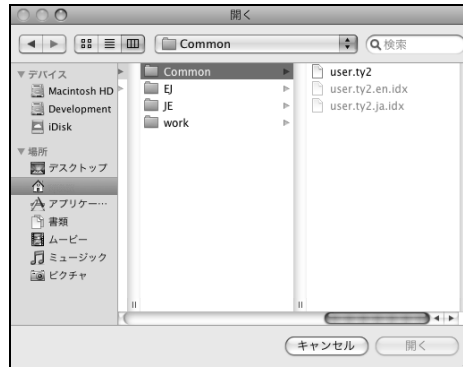 開く
Common
検索
デバイス
Macintosh HD
Development
iDisk
場所
デスクトップ
アプリケー…
書類
ムービー
ミュージック
ピクチャ
Common
EJ
JE
work
user.ty2
user.ty2.en.idx
user.ty2.ja.idx
キャンセル
開く